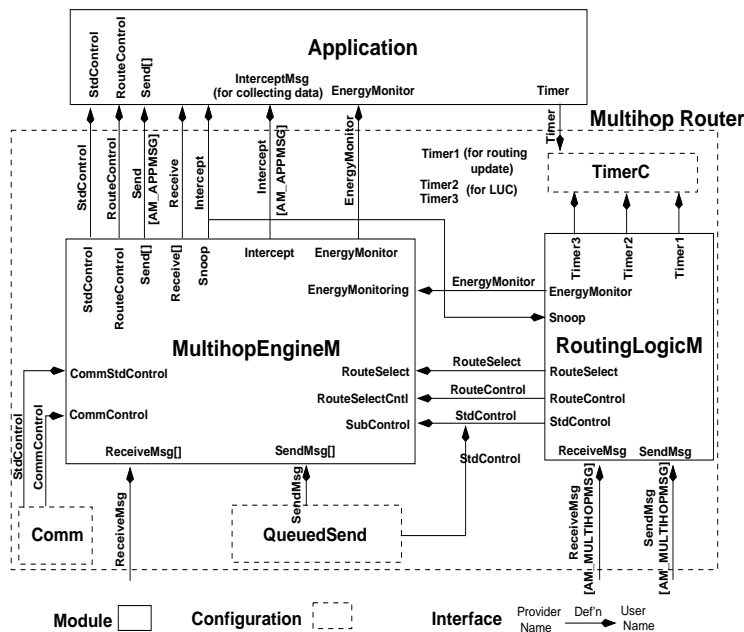 Application
StdControl
RouteControl
Send[]
InterceptMsg
(for collecting data)
EnergyMonitor
Timer
Multihop Router
StdControl
RouteControl
Send
[AM_APPMSG]
Receive
Intercept
Intercept
[AM_APPMSG]
EnergyMonitor
Timer
Timer1 (for routing
update)
Timer2
(for LUC)
Timer3
TimerC
StdControl
RouteControl
Send[]
Receive[]
Snoop
Intercept
EnergyMonitor
Timer3
Timer2
Timer1
EnergyMonitoring
EnergyMonitor
EnergyMonitor
Snoop
MultihopEngineM
RoutingLogicM
CommStdControl
RouteSelect
RouteSelect
RouteSelect
RouteSelectCntl
RouteControl
RouteControl
CommControl
SubControl
StdControl
StdControl
ReceiveMsg[]
SendMsg[]
StdControl
ReceiveMsg
SendMsg
StdControl
CommControl
ReceiveMsg
SendMsg
ReceiveMsg
[AM_MULTIHOPMSG]
SendMsg
[AM_MULTIHOPMSG]
Comm
QueuedSend
Module
Configuration
Interface
Provider
Name
Def'n
User
Name